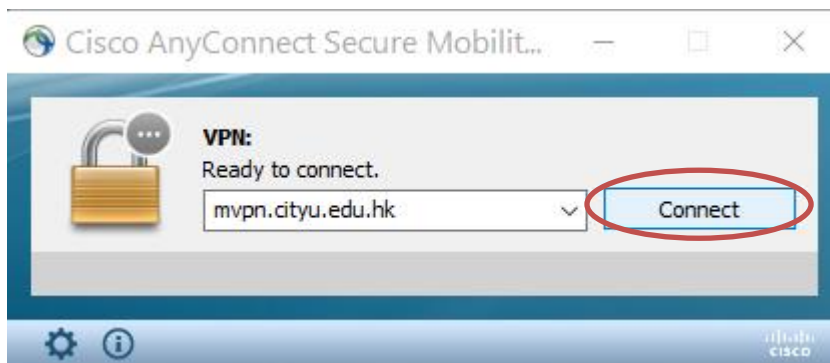 Cisco AnyConnect Secure Mobilit...
VPN:
Ready to connect.
mvpn.cityu.edu.hk
Connect
CISCO